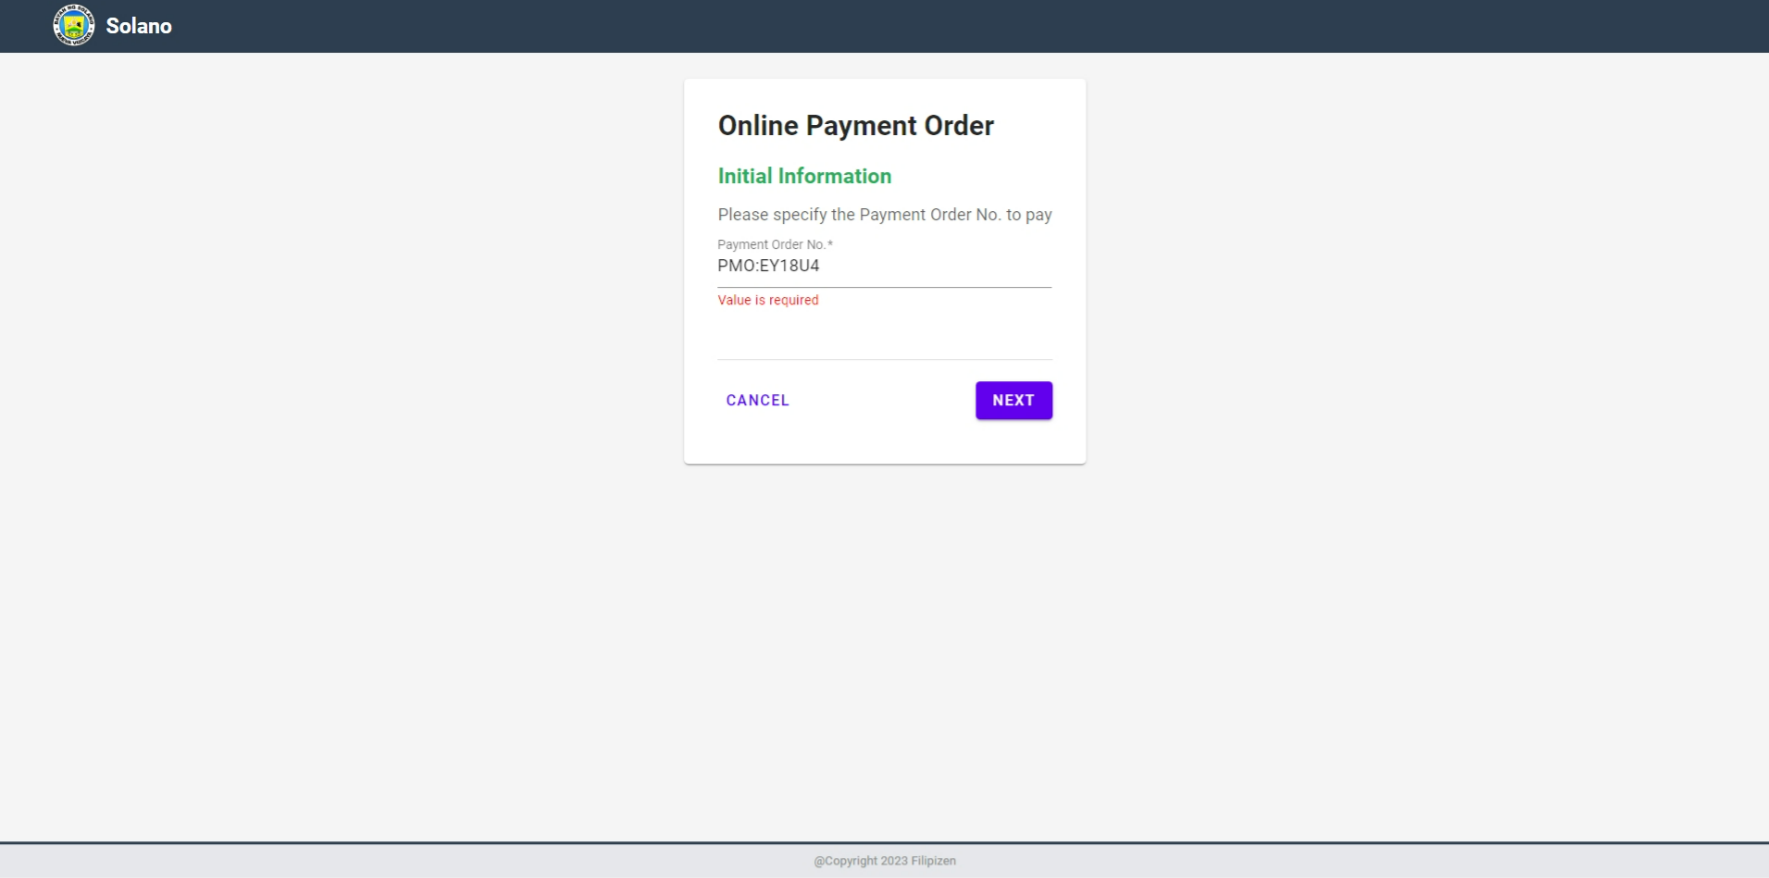 Solano
Online Payment Order
Initial Information
Please specify the Payment Order No. to pay
Payment Order No.*
PMO:EY18U4
Value is required
CANCEL
NEXT
@Copyright 2023 Filipizen